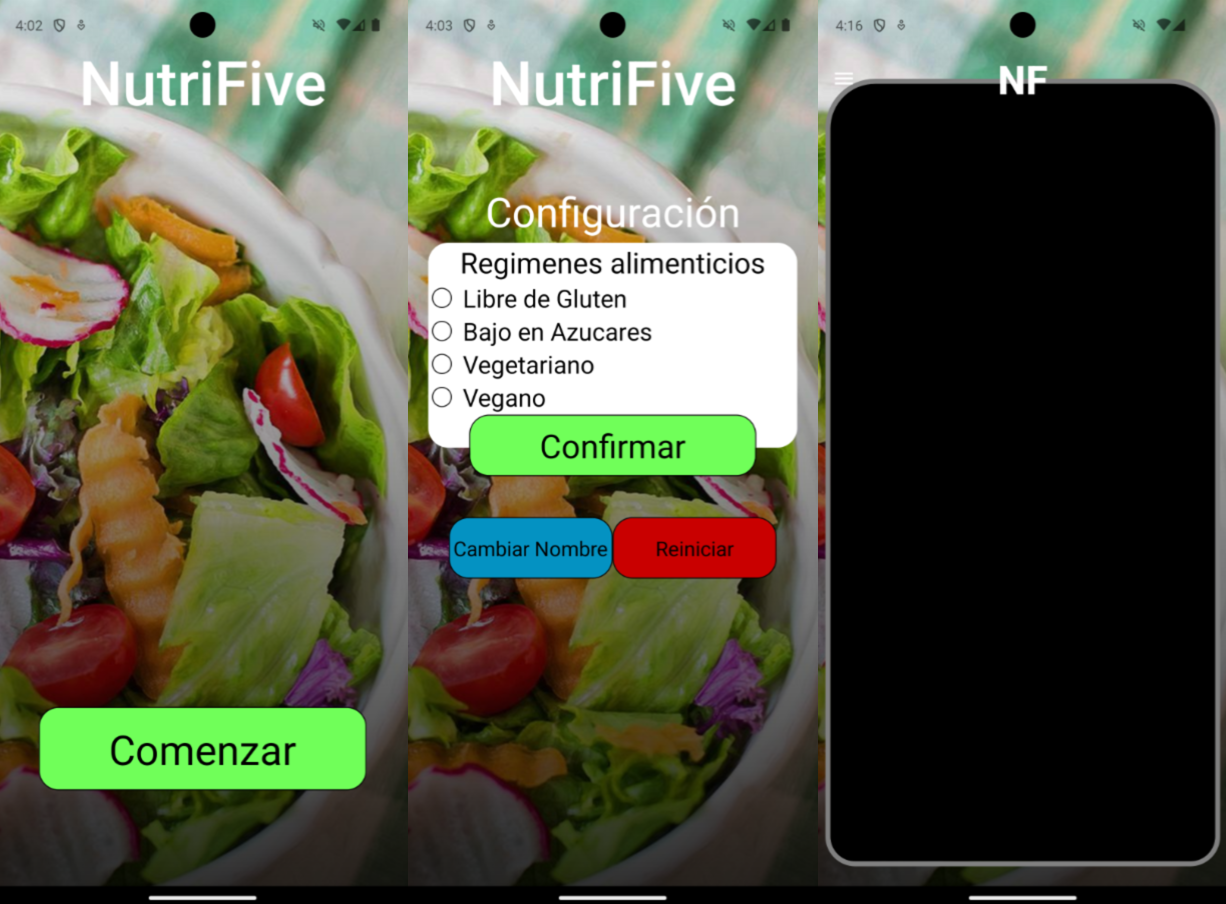 4:02
NutriFive
Comenzar
4:03
NutriFive
Configuración
Regimenes alimenticios
Libre de Gluten
Bajo en Azucares
Vegetariano
Vegano
Confirmar
Cambiar Nombre
Reiniciar
4:16
NF